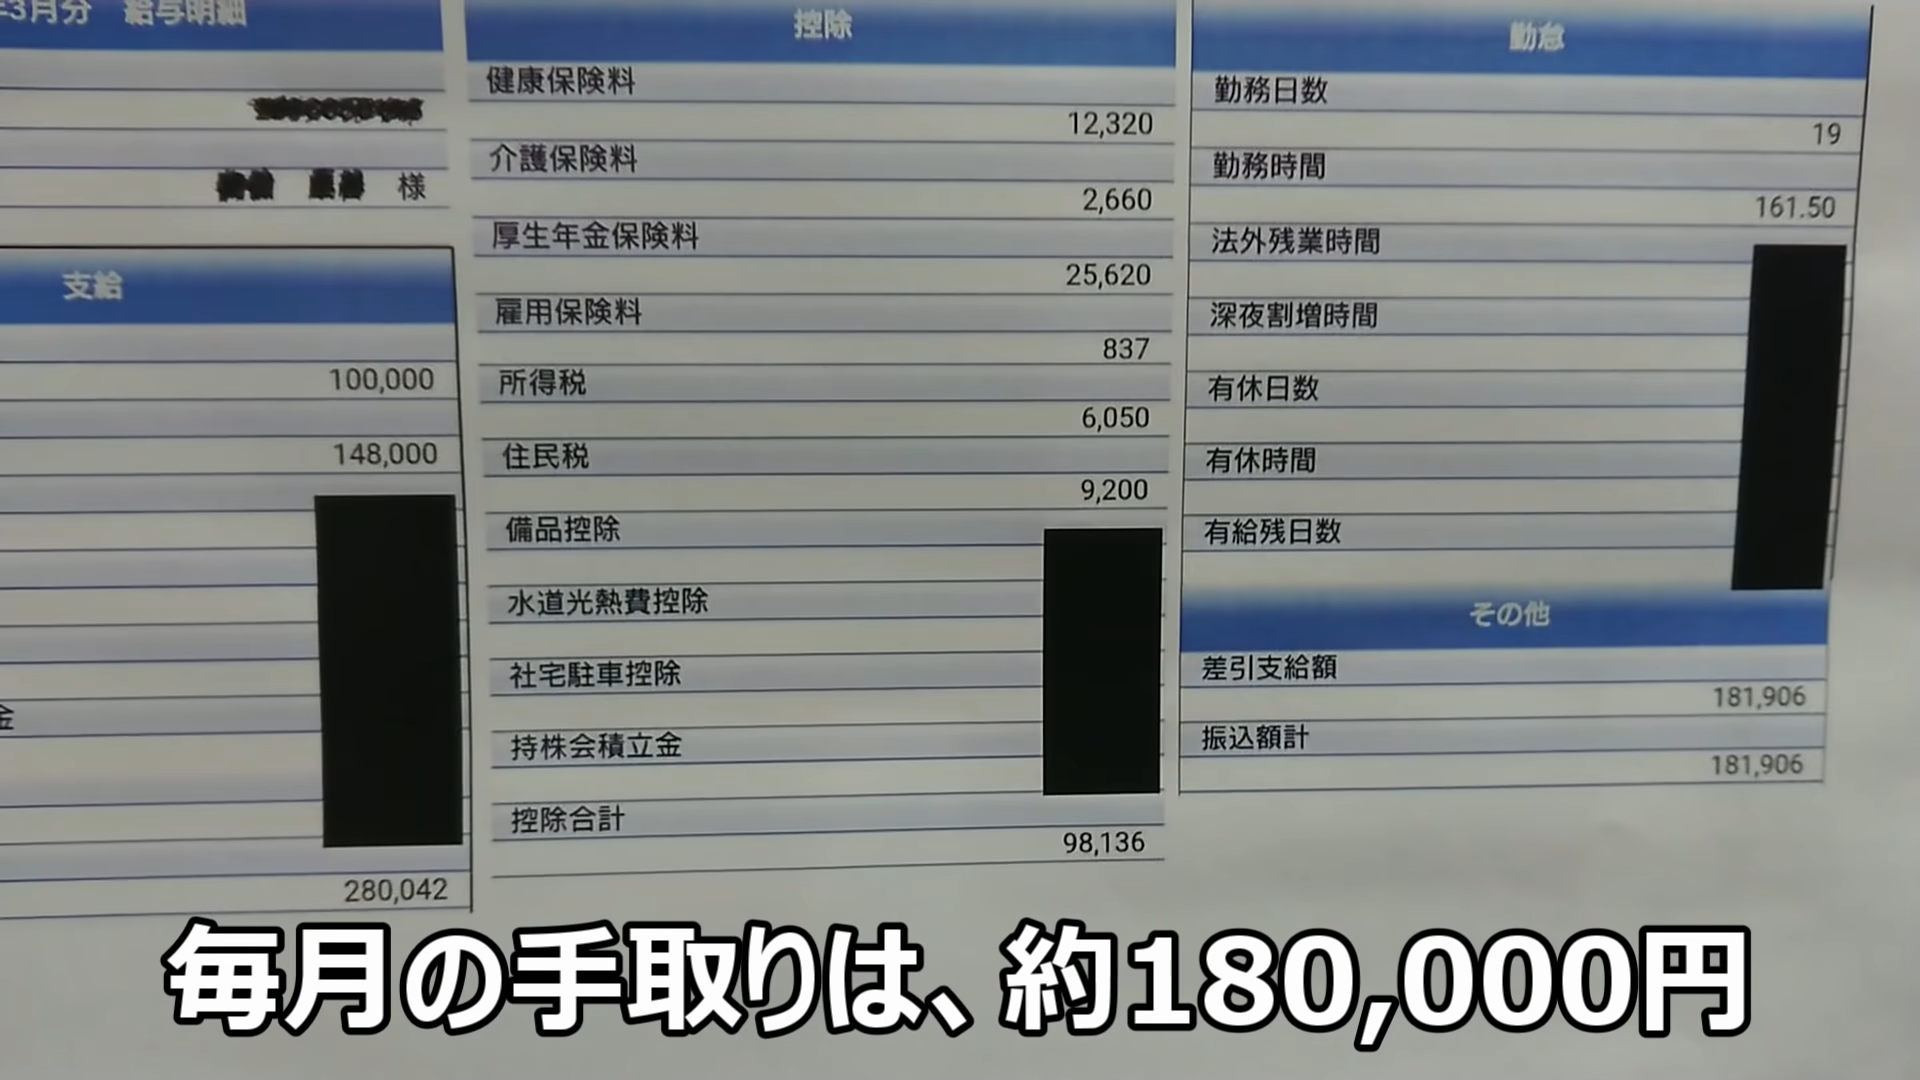 3月分 給与明細
様
支給
100,000
148,000
金
280,042
控除
健康保険料
12,320
介護保険料
2,660
厚生年金保険料
25,620
雇用保険料
837
所得税
6,050
住民税
9,200
備品控除
水道光熱費控除
社宅駐車控除
持株会積立金
控除合計
98,136
勤怠
勤務日数
19
勤務時間
161.50
法外残業時間
深夜割増時間
有休日数
有休時間
有給残日数
その他
差引支給額
181,906
振込額計
181,906
毎月の手取りは、約180,000円